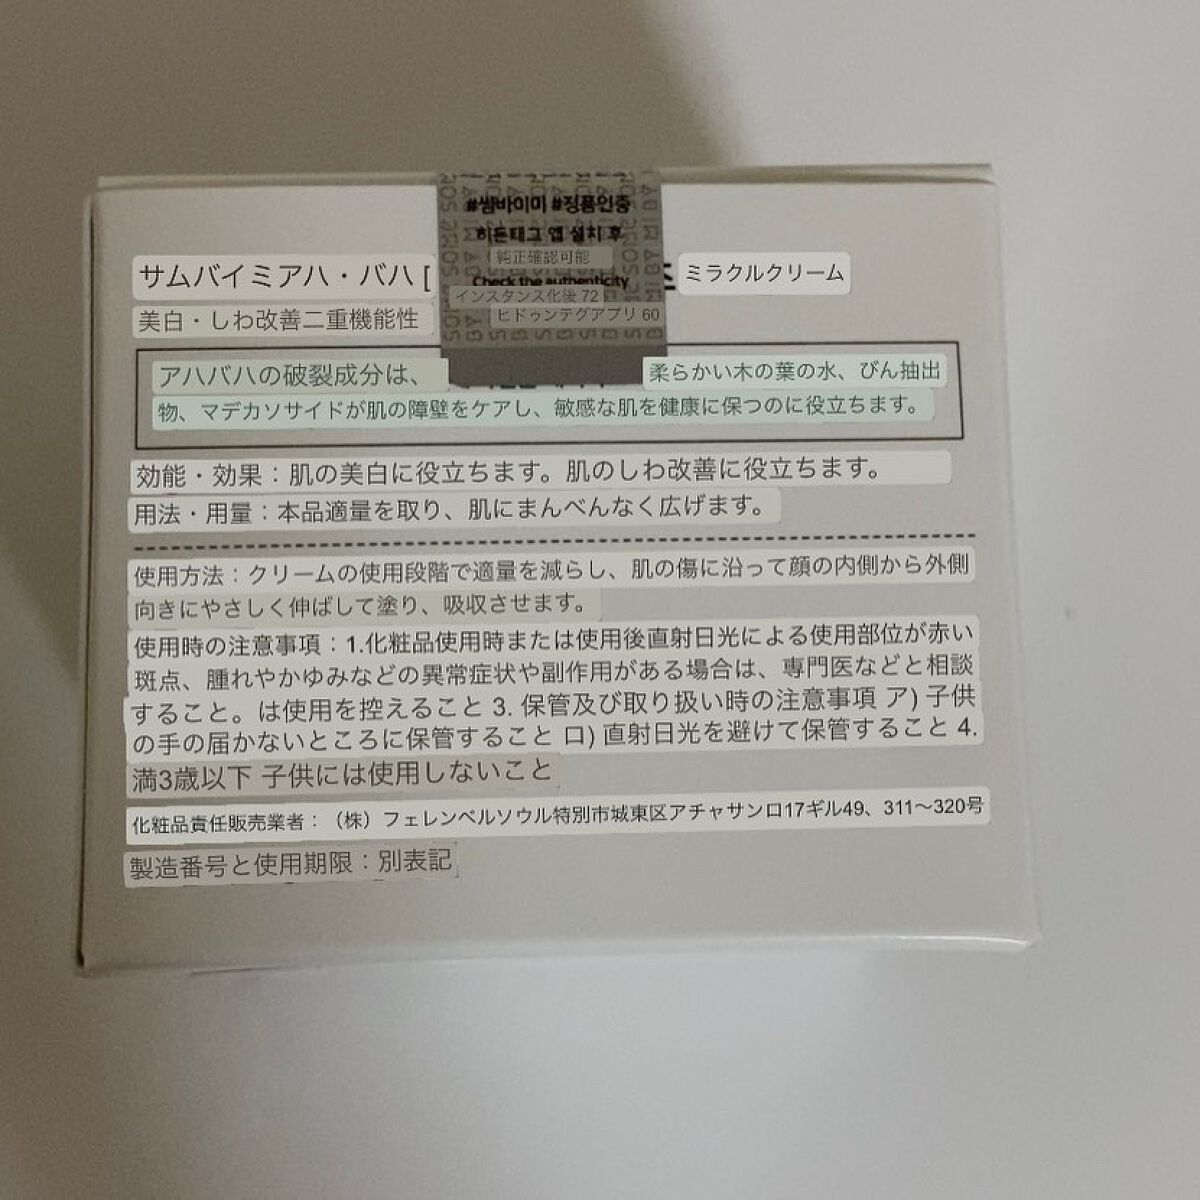 #썸바이미 #정품인증
히든태그 앱 설치 후
純正確認可能
Check the authenticity
インスタンス化後 72
ヒドゥンテグアプリ 60
サムバイミアハ・バハ [
ミラクルクリーム
美白・しわ改善二重機能性
アハバハの破裂成分は、
柔らかい木の葉の水、びん抽出
物、マデカソサイドが肌の障壁をケアし、敏感な肌を健康に保つのに役立ちます。
効能・効果：肌の美白に役立ちます。肌のしわ改善に役立ちます。
用法・用量：本品適量を取り、肌にまんべんなく広げます。
使用方法：クリームの使用段階で適量を減らし、肌の傷に沿って顔の内側から外側
向きにやさしく伸ばして塗り、吸収させます。
使用時の注意事項：1.化粧品使用時または使用後直射日光による使用部位が赤い
斑点、腫れやかゆみなどの異常症状や副作用がある場合は、専門医などと相談
すること。は使用を控えること 3. 保管及び取り扱い時の注意事項 ア) 子供
の手の届かないところに保管すること ロ) 直射日光を避けて保管すること 4.
満3歳以下 子供には使用しないこと
化粧品責任販売業者：（株）フェレンベルソウル特別市城東区アチャサンロ17ギル49、311～320号
製造番号と使用期限：別表記